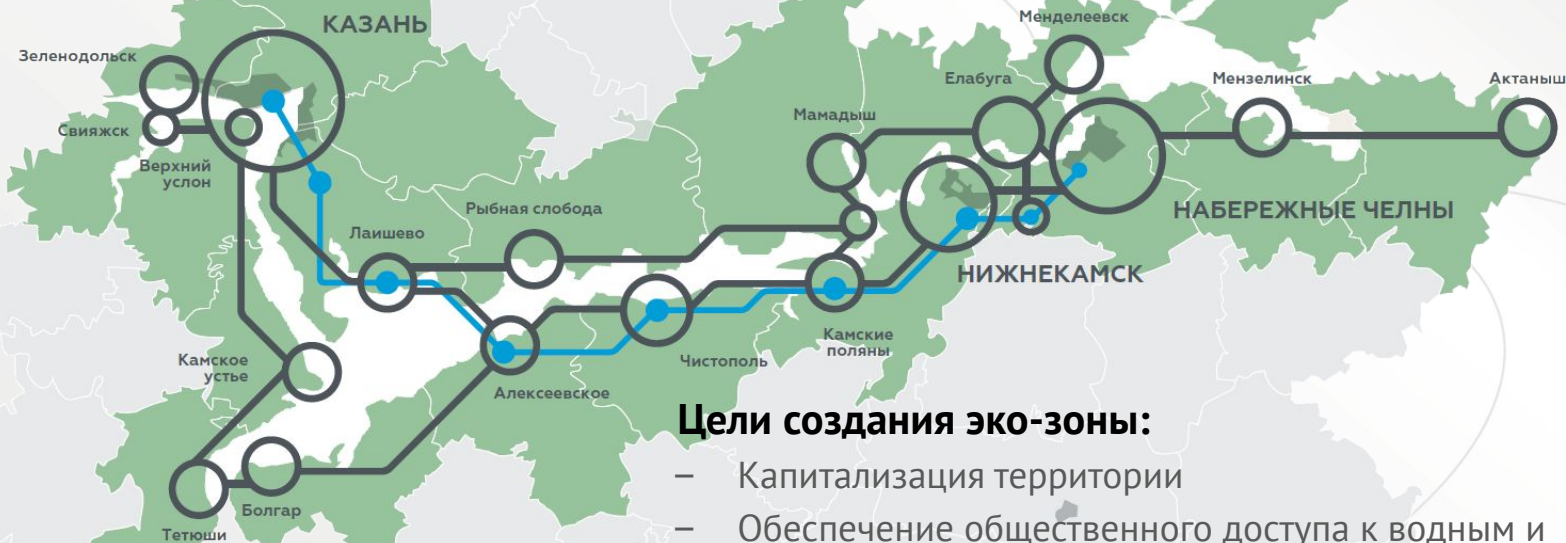 КАЗАНЬ
Менделеевск
Зеленодольск
Елабуга
Мензелинск
Актаныш
Мамадыш
Свияжск
Верхний
услон
Рыбная слобода
НАБЕРЕЖНЫЕ ЧЕЛНЫ
Лаишево
НИЖНЕКАМСК
Камские
поляны
Камское
устье
Чистополь
Алексеевское
Цели создания эко-зоны:
– Капитализация территории
Болгар
– Обеспечение общественного доступа к водным и
Тетюши